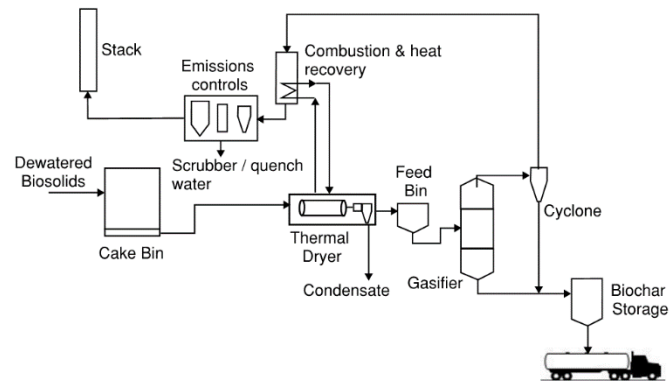 Stack
Combustion & heat
recovery
Emissions
controls
Scrubber / quench
water
Dewatered
Biosolids
Cake Bin
Thermal
Dryer
Condensate
Feed
Bin
Gasifier
Cyclone
Biochar
Storage